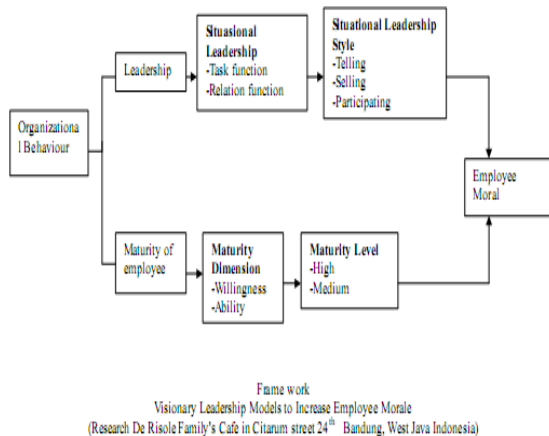 Situasional
Leadership
-Task function
-Relation function
Situational Leadership
Style
-Telling
-Selling
-Participating
Leadership
Organizationa
l Behaviour
Employee
Moral
Maturity of
employee
Maturity
Dimension
-Willingness
-Ability
Maturity Level
-High
-Medium
Frame work
Visionary Leadership Models to Increase Employee Morale
(Research De Risole Family's Cafe in Citarum street 24th Bandung, West Java Indonesia)